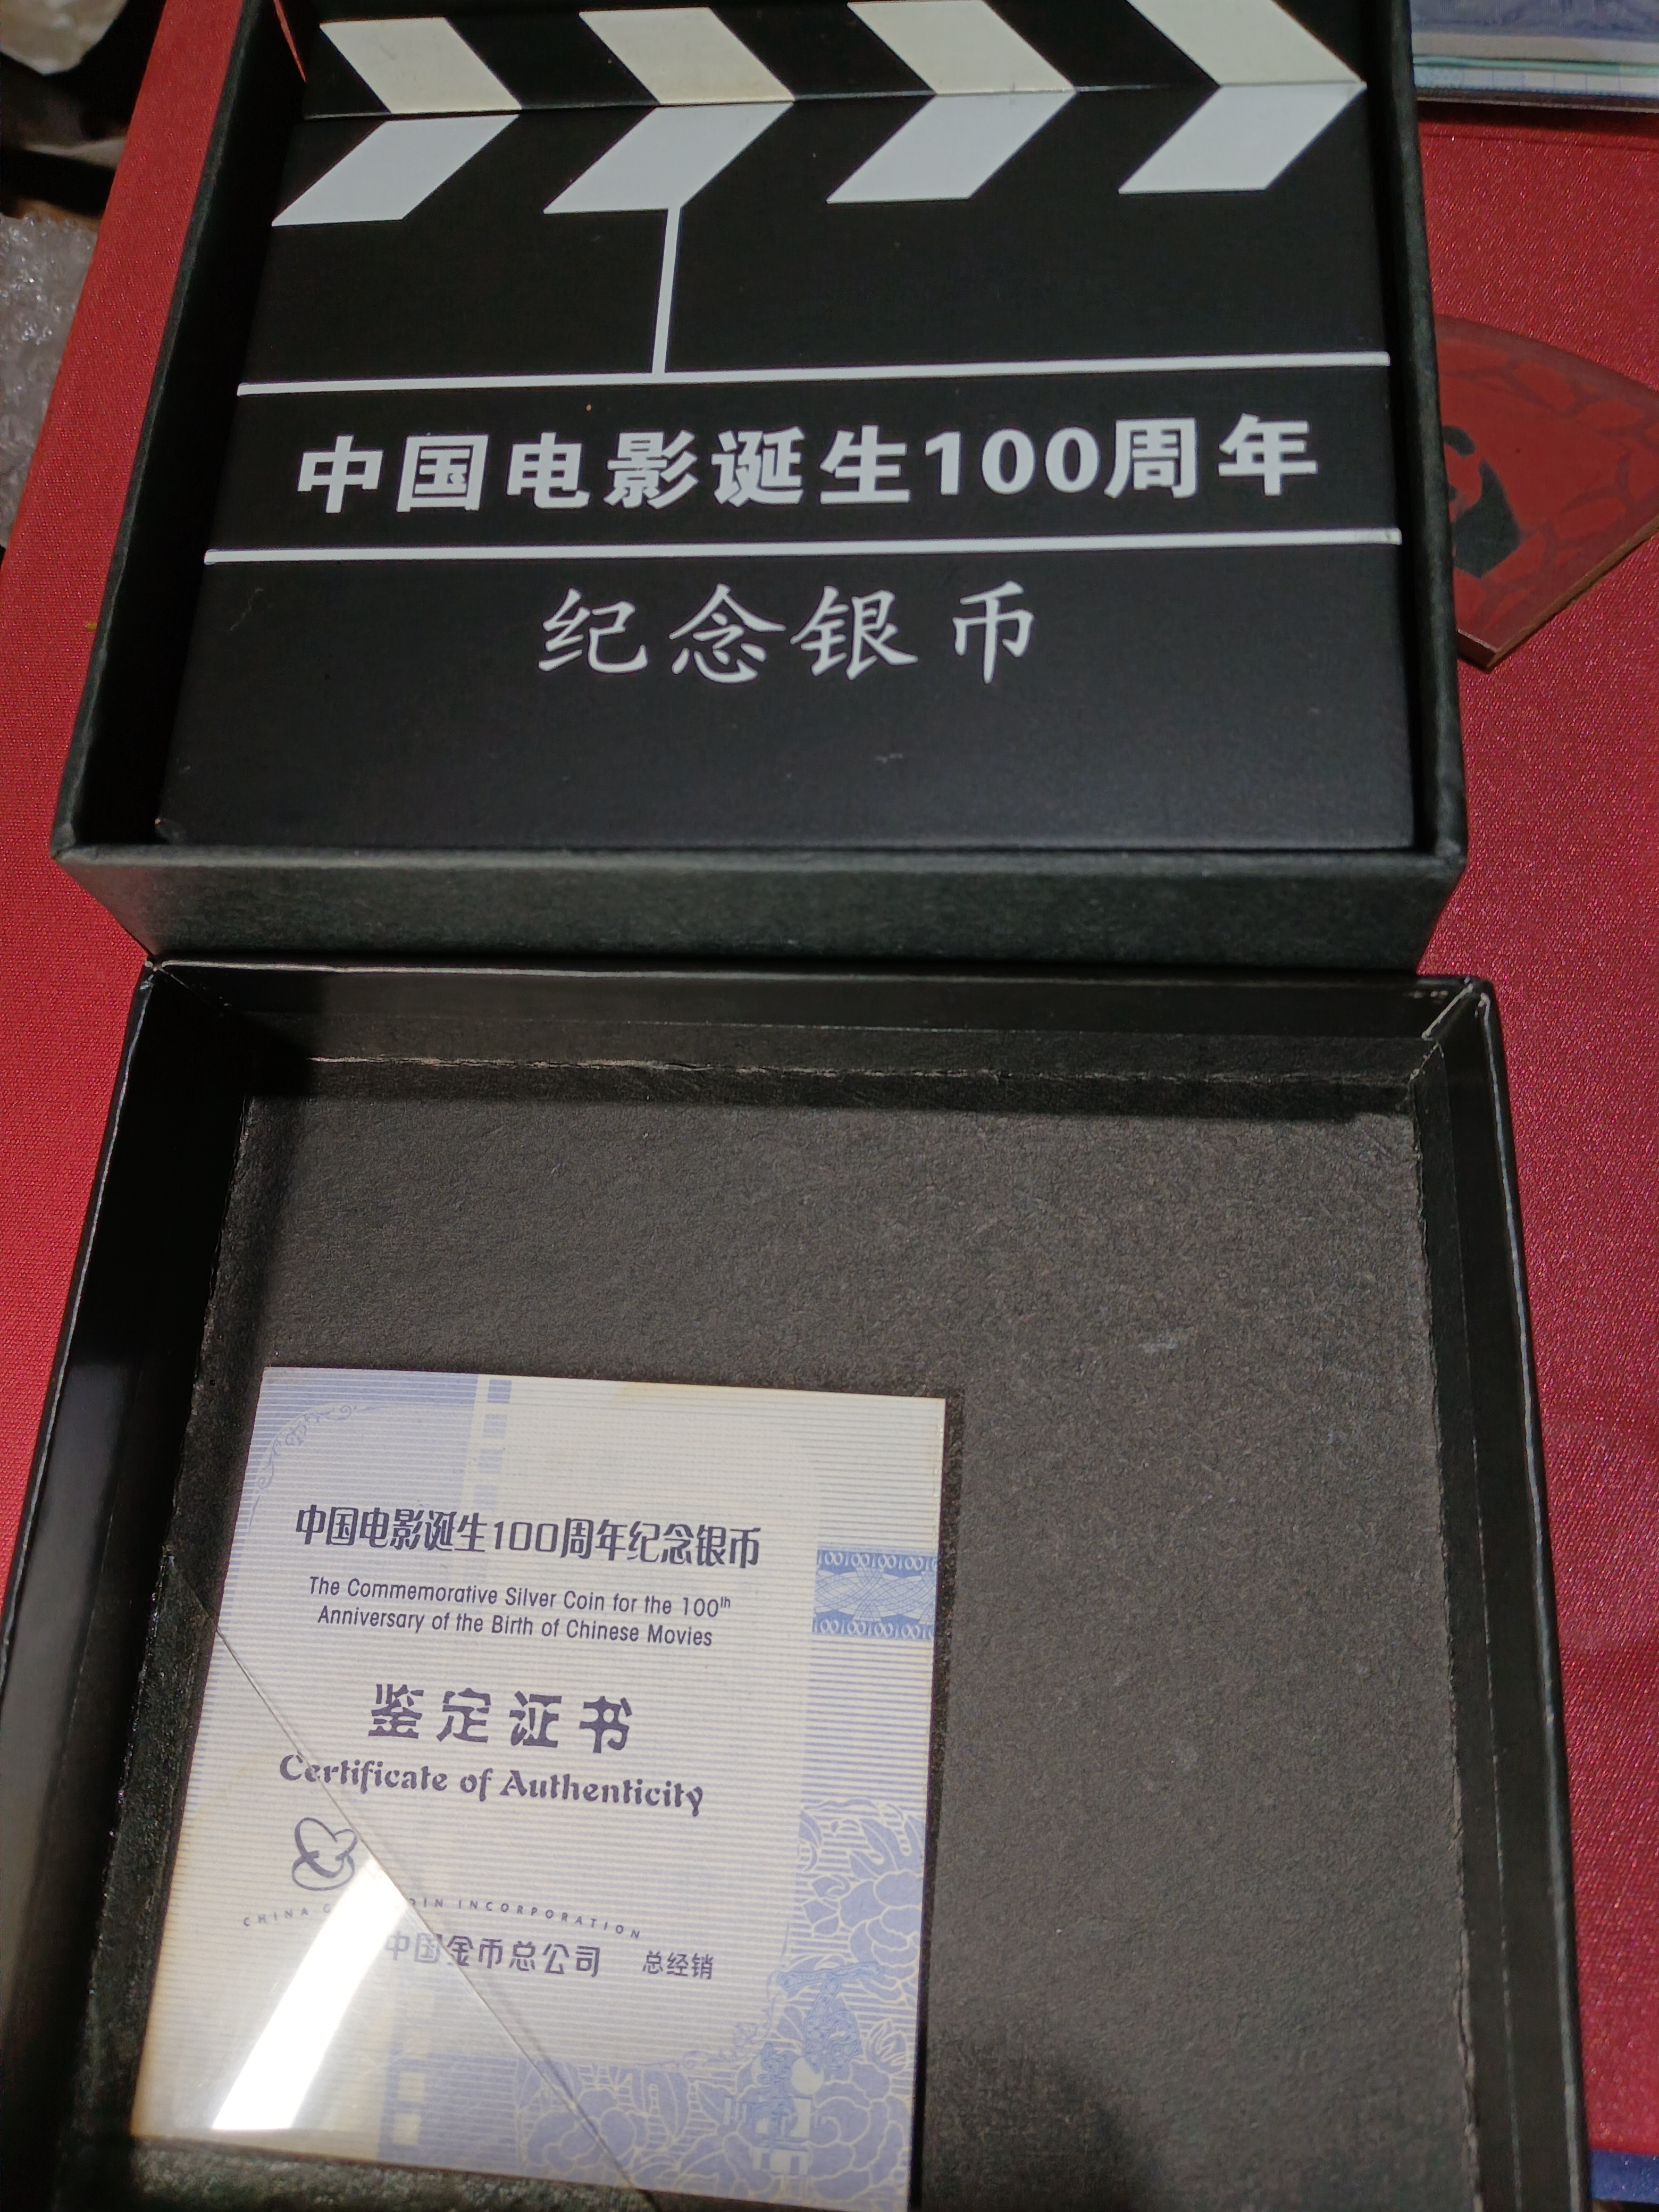 中国电影诞生100周年
纪念银币
中国电影诞生100周年纪念银币
The Commemorative Silver Coin for the 100th
Anniversary of the Birth of Chinese Movies
鉴定证书
Certificate of Authenticity
CHINA INCORPORATION
中国金币总公司 总经销